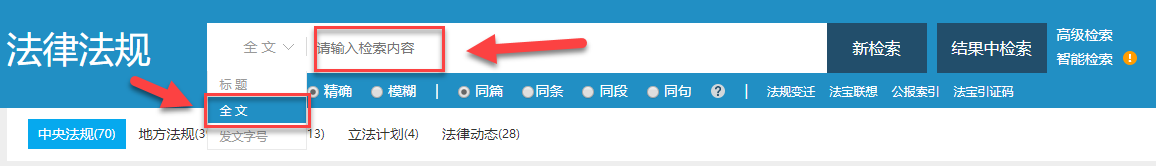 法律法规
全文
请输入检索内容
新检索
结果中检索
高级检索
智能检索
标题
全文
发文字号
精确
模糊
同篇
同条
同段
同句
?
法规变迁
法宝联想
公报索引
法宝引证码
中央法规(70)
地方法规(3
13)
立法计划(4)
法律动态(28)